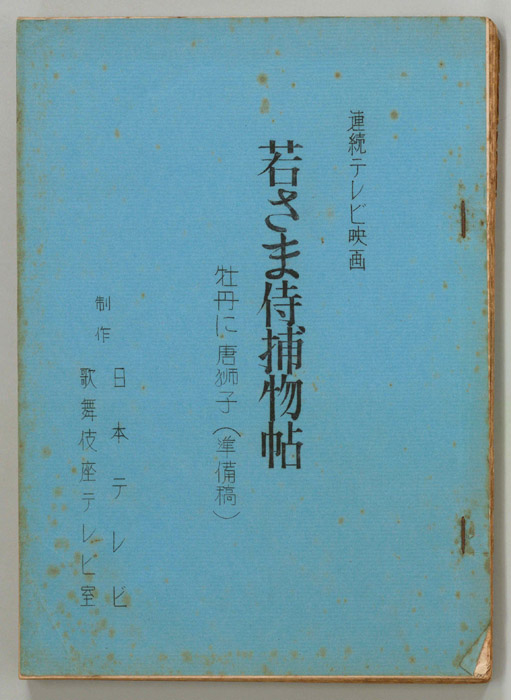 連続テレビ映画
若さま侍捕物帖
牡丹に唐獅子（準備稿）
制作
日本テレビ
歌舞伎座テレビ室